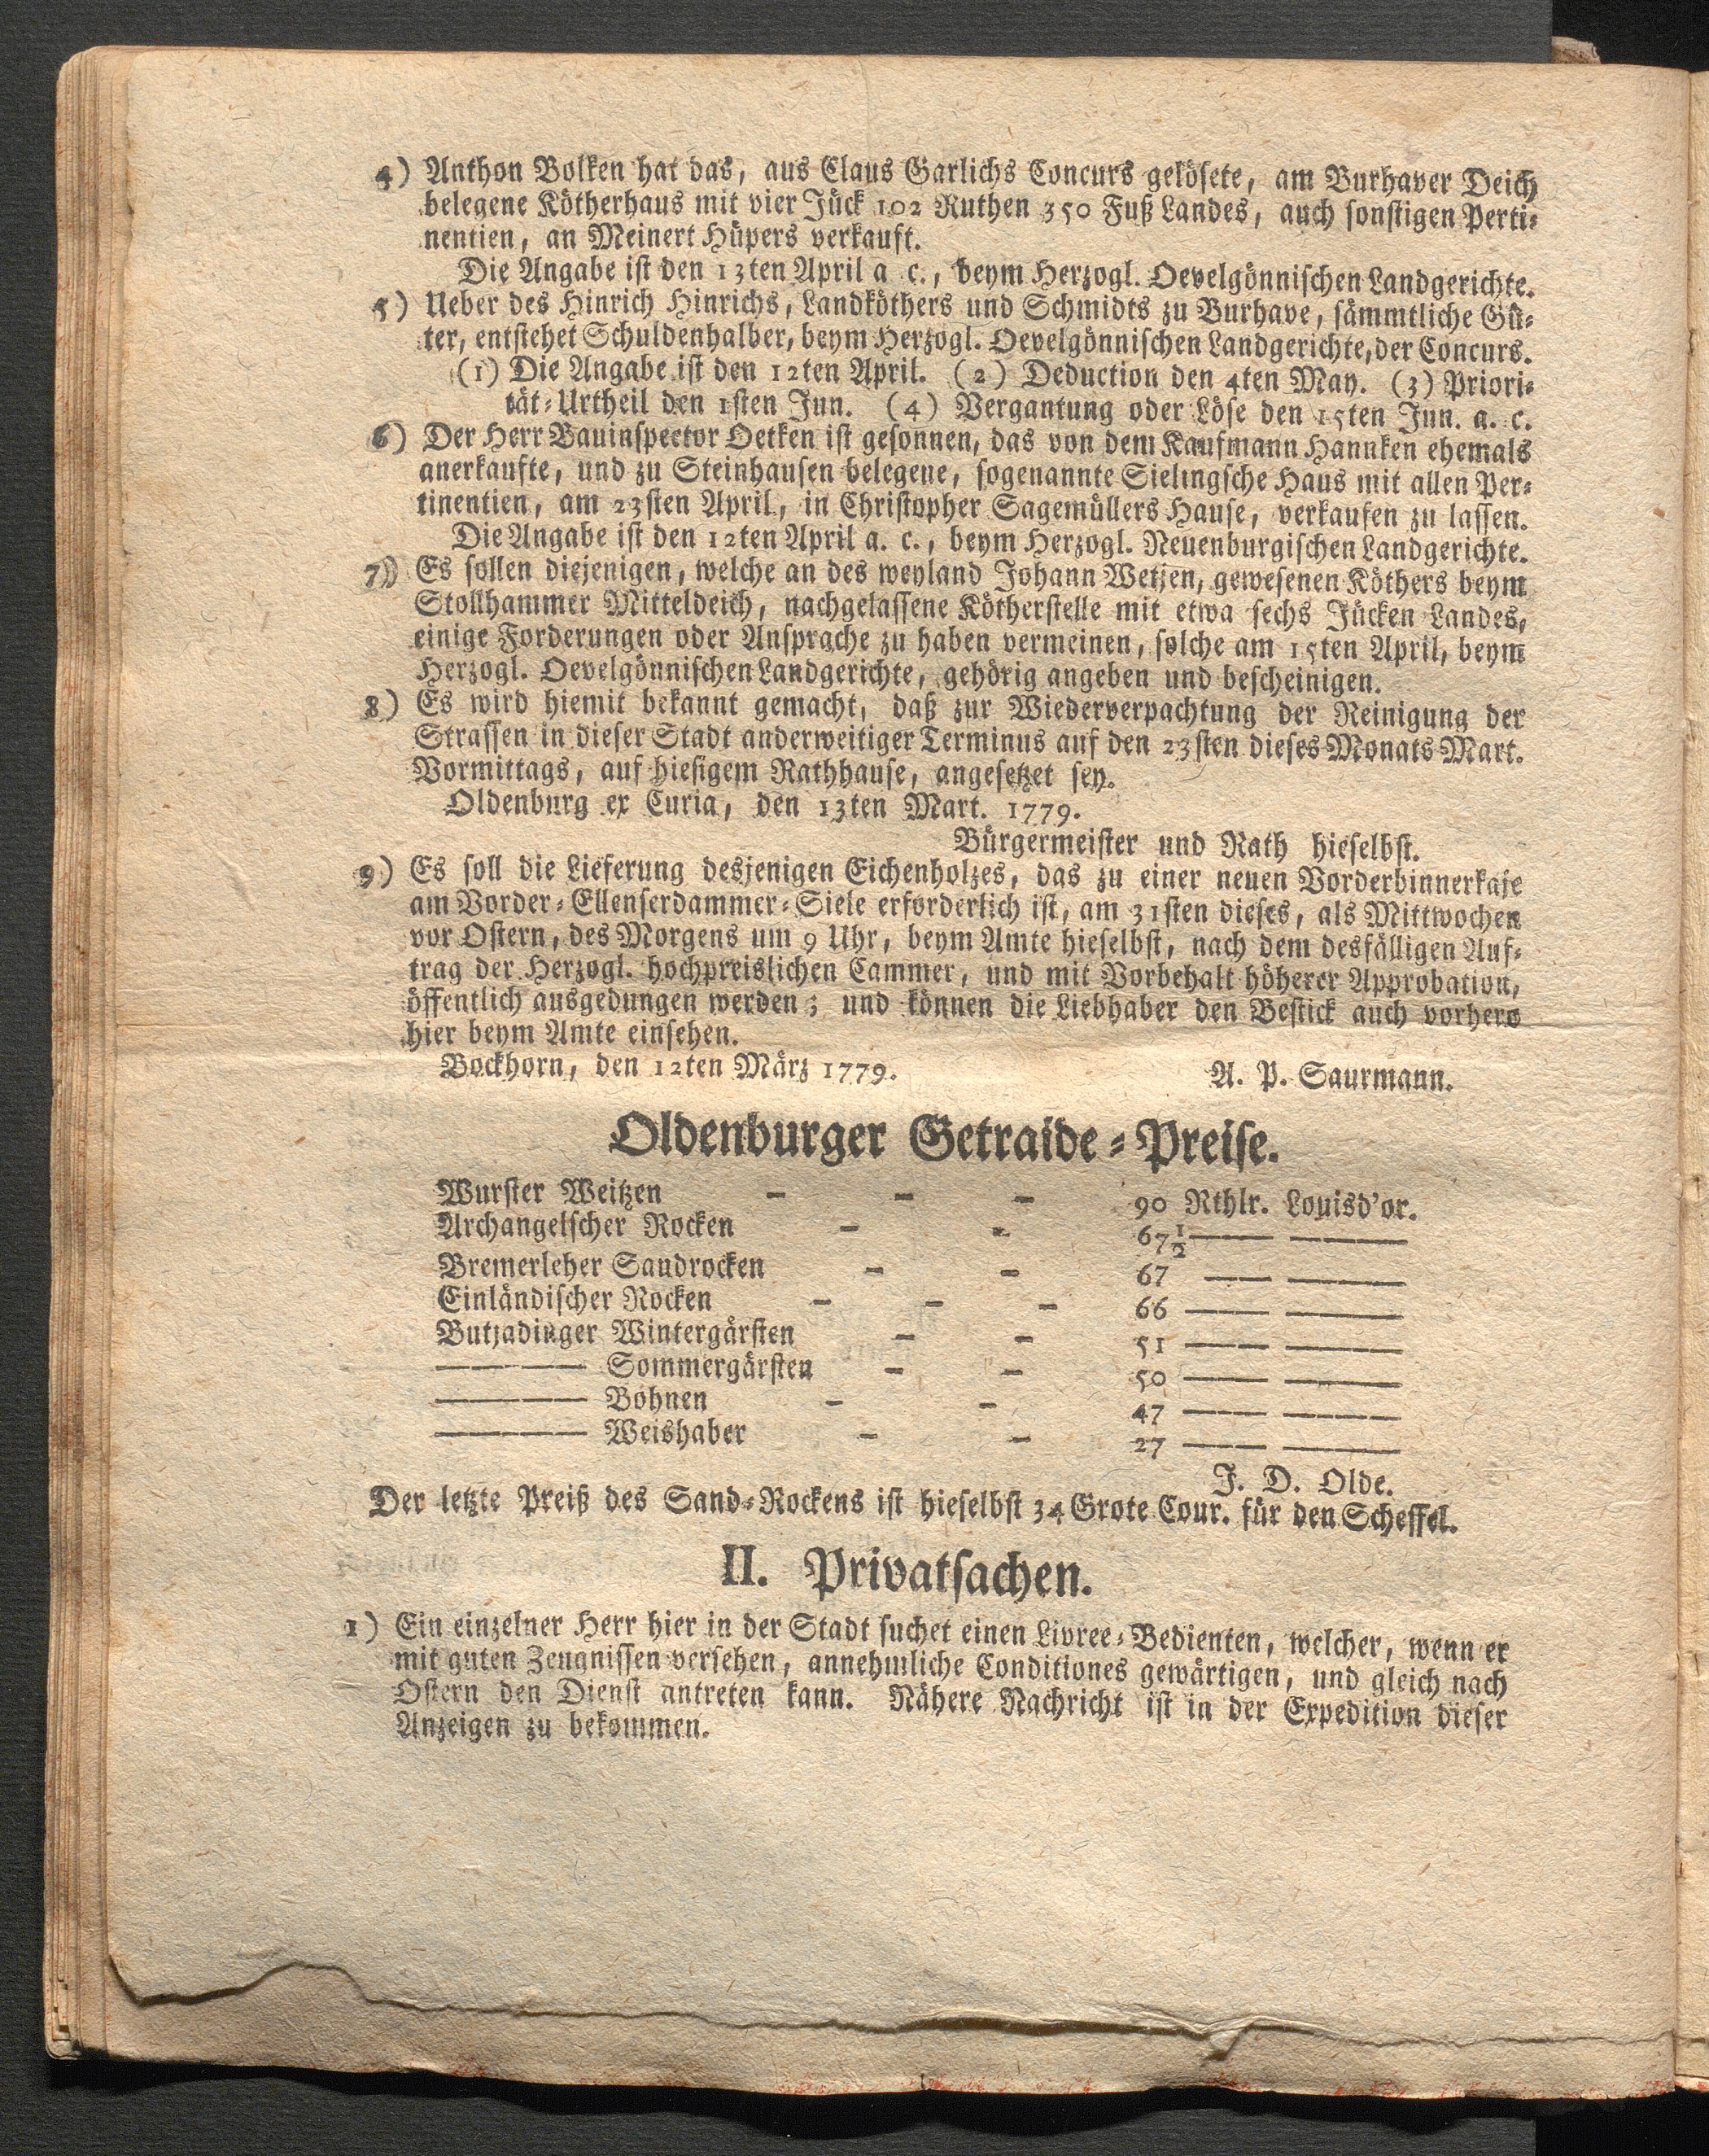 4) Anthon Bolken hat das, aus Claus Garlichs Concurs gelösete, am Burhaver Deich
belegene Kötherhaus mit vier Jück 102 Ruthen 350 Fuß Landes, auch sonstigen Perti-
nentien, an Meinert Hüpers verkauft.
Die Angabe ist den 13ten April a c., beym Herzogl. Oevelgönnischen Landgerichte.
5) Ueber des Hinrich Hinrichs, Landköthers und Schmidts zu Burhave, sämmtliche Gü-
ter, entstehet Schuldenhalber, beym Herzogl. Oevelgönnischen Landgerichte, der Concurs.
(1) Die Angabe ist den 12ten April. (2) Deduction den 4ten May. (3) Priori-
tät-Urtheil den 1sten Jun. (4) Vergantung oder Löse den 15ten Jun. a. c.
6) Der Herr Bauinspector Oetken ist gesonnen, das von dem Kaufmann Hannken ehemals
anerkaufte, und zu Steinhausen belegene, sogenannte Sielingsche Haus mit allen Per-
tinentien, am 23sten April, in Christopher Sagemüllers Hause, verkaufen zu lassen.
Die Angabe ist den 12ten April a. c., beym Herzogl. Neuenburgischen Landgerichte.
7) Es sollen diejenigen, welche an des weyland Johann Wetjen, gewesenen Köthers beym
Stollhammer Mitteldeich, nachgelassene Kötherstelle mit etwa sechs Jücken Landes,
einige Forderungen oder Ansprache zu haben vermeinen, solche am 15ten April, beym
Herzogl. Oevelgönnischen Landgerichte, gehörig angeben und bescheinigen.
8) Es wird hiemit bekannt gemacht, daß zur Wiederverpachtung der Reinigung der
Strassen in dieser Stadt anderweitiger Terminus auf den 23sten dieses Monats Mart.
Vormittags, auf hiesigem Rathhause, angesetzet sey.
Oldenburg ex Curia, den 13ten Mart. 1779.
Bürgermeister und Rath hieselbst.
9) Es soll die Lieferung desjenigen Eichenholzes, das zu einer neuen Vorderbinnerkaje
am Vorder-Ellenserdammer-Siele erforderlich ist, am 31sten dieses, als Mittwochen
vor Ostern, des Morgens um 9 Uhr, beym Amte hieselbst, nach dem desfälligen Auf-
trag der Herzogl. hochpreislichen Cammer, und mit Vorbehalt höherer Approbation,
öffentlich ausgedungen werden; und können die Liebhaber den Bestick auch vorhero
hier beym Amte einsehen.
Bockhorn, den 12ten März 1779. A. P. Saurmann.
Oldenburger Getraide-Preise.
Wurster Weitzen - - - 90 Rthlr. Louisd'or.
Archangelscher Rocken - - 67½ —— ——
Bremerleher Sandrocken - - 67 —— ——
Einländischer Rocken - - - 66 —— ——
Butjadinger Wintergärsten - - 51 —— ——
—— Sommergärsten - - 50 —— ——
—— Bohnen - - 47 —— ——
—— Weishaber - - 27 —— ——
J. D. Olde.
Der letzte Preiß des Sand-Rockens ist hieselbst 34 Grote Cour. für den Scheffel.
II. Privatsachen.
1) Ein einzelner Herr hier in der Stadt suchet einen Livree-Bedienten, welcher, wenn er
mit guten Zeugnissen versehen, annehmliche Conditiones gewärtigen, und gleich nach
Ostern den Dienst antreten kann. Nähere Nachricht ist in der Expedition dieser
Anzeigen zu bekommen.